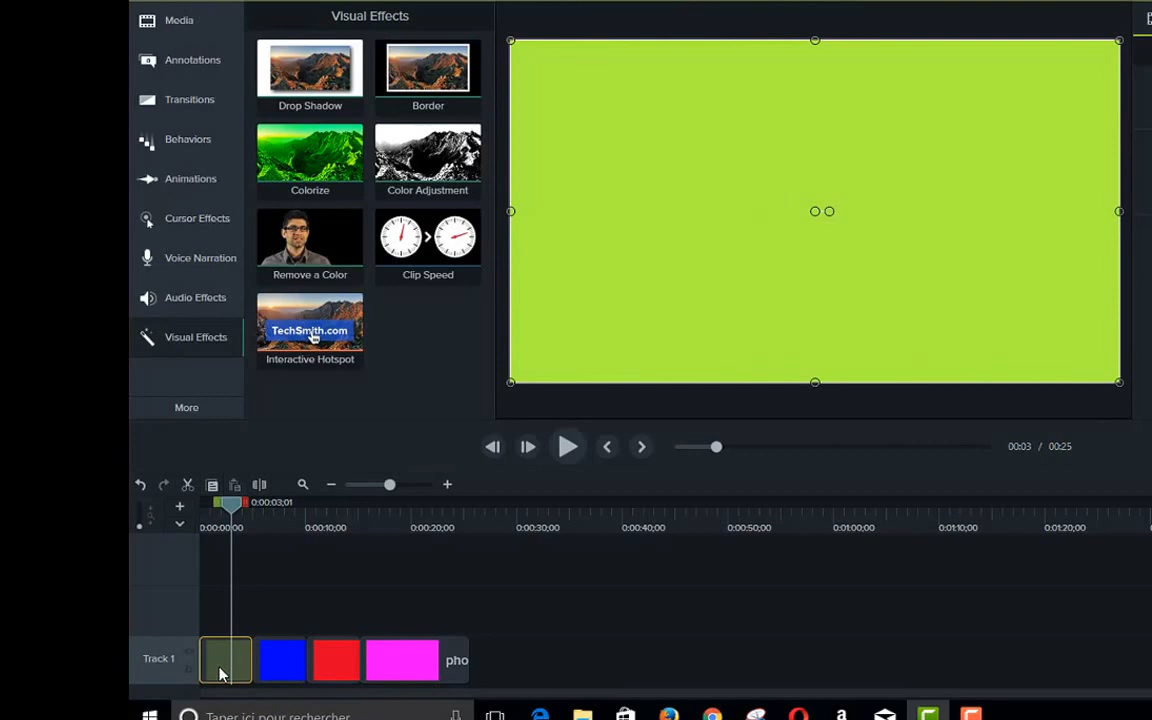 Visual Effects
Media
Annotations
Transitions
Behaviors
Animations
Cursor Effects
Voice Narration
Audio Effects
Visual Effects
More
Drop Shadow
Border
Colorize
Color Adjustment
Remove a Color
Clip Speed
TechSmith.com
Interactive Hotspot
00:03 / 00:25
0:00:03;01
0:00:00;00 0:00:10;00 0:00:20;00 0:00:30;00 0:00:40;00 0:00:50;00 0:01:00;00 0:01:10;00 0:01:20;00
Track 1
pho
Taper ici pour rechercher